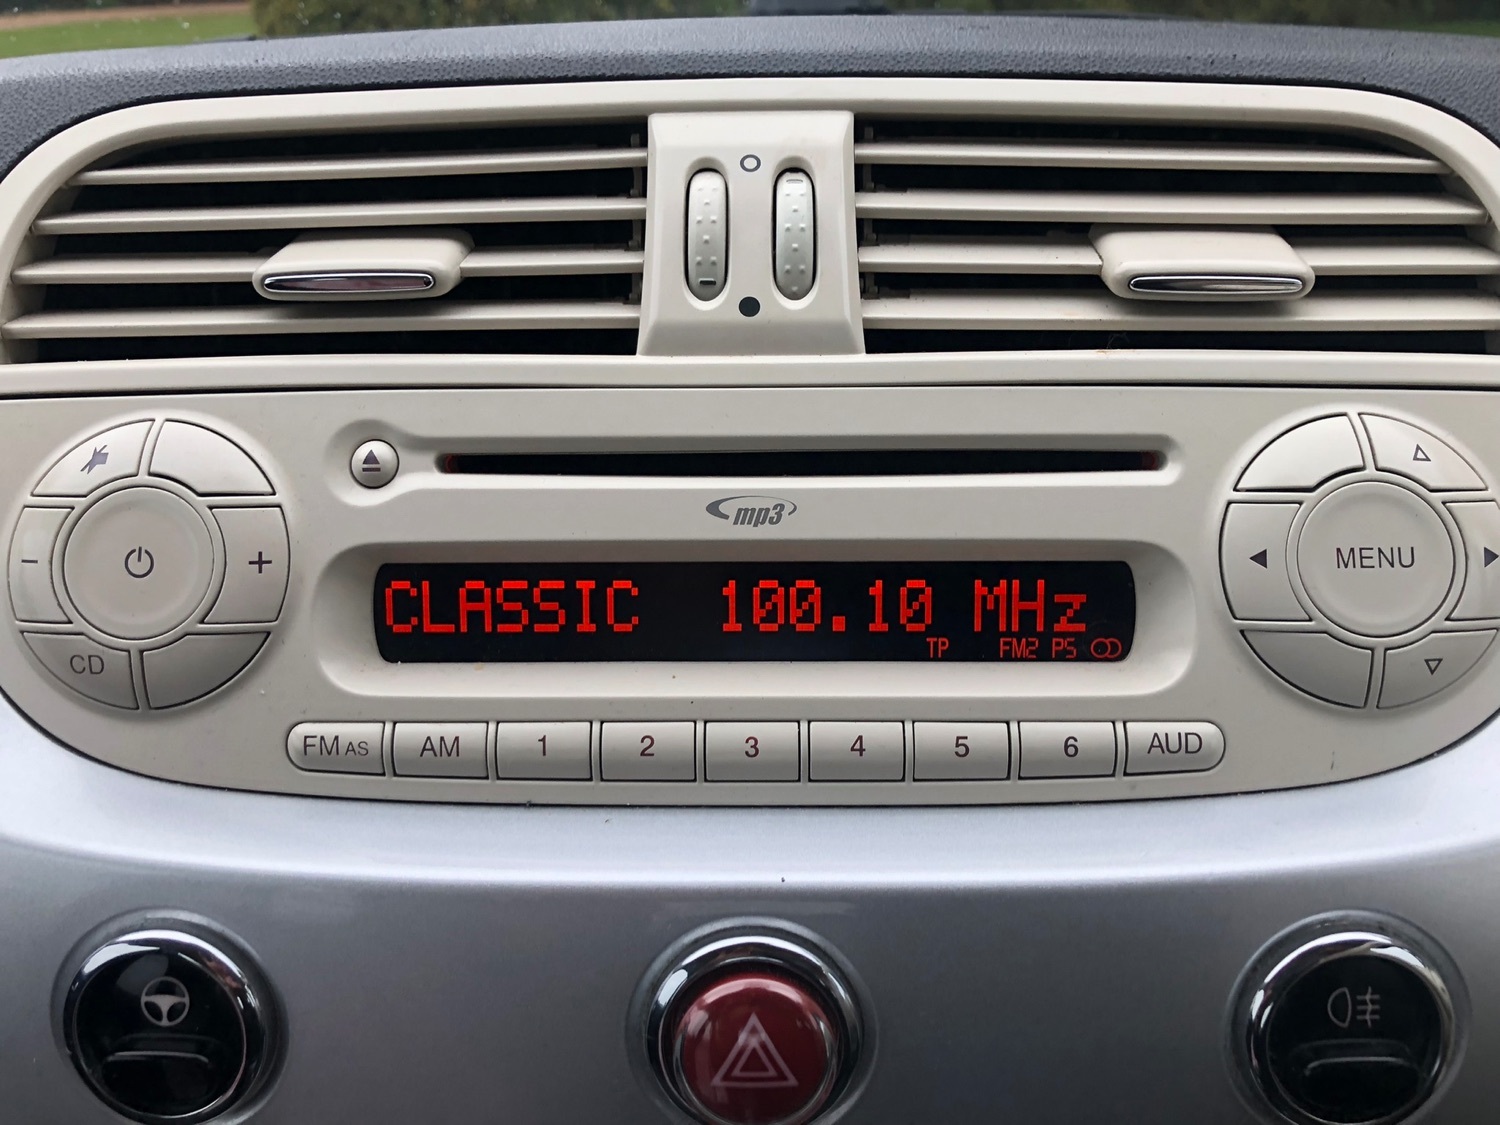 mp3
CLASSIC 100.10 MHz
TP FM2 PS
MENU
CD
FM AS AM 1 2 3 4 5 6 AUD